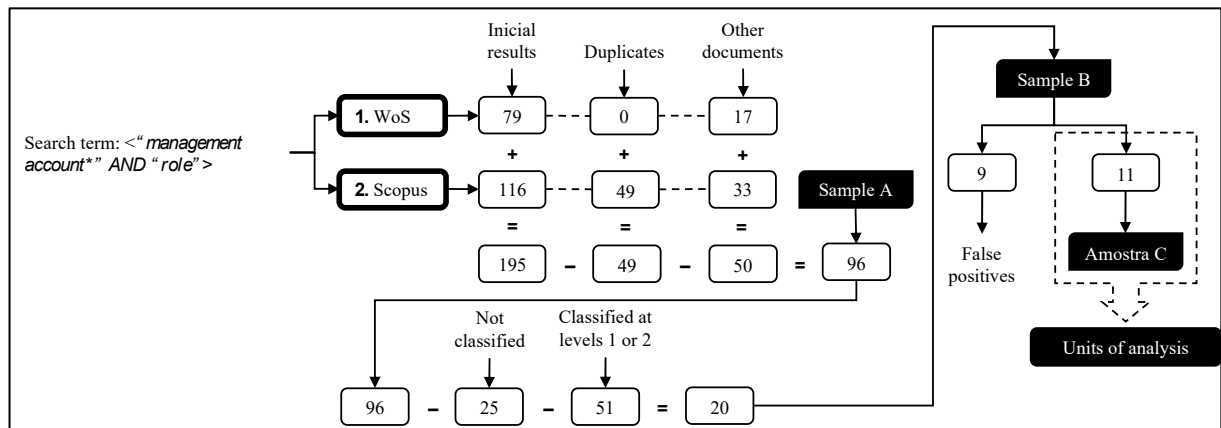 Inicial
results
Duplicates
Other
documents
Search term: <“ management
account*” AND “ role” >
1. WoS
79
0
17
+
+
+
2. Scopus
116
49
33
=
=
=
195
–
49
–
50
=
96
Sample A
Not
classified
Classified at
levels 1 or 2
96
–
25
–
51
=
20
Sample B
9
11
False
positives
Amostra C
Units of analysis